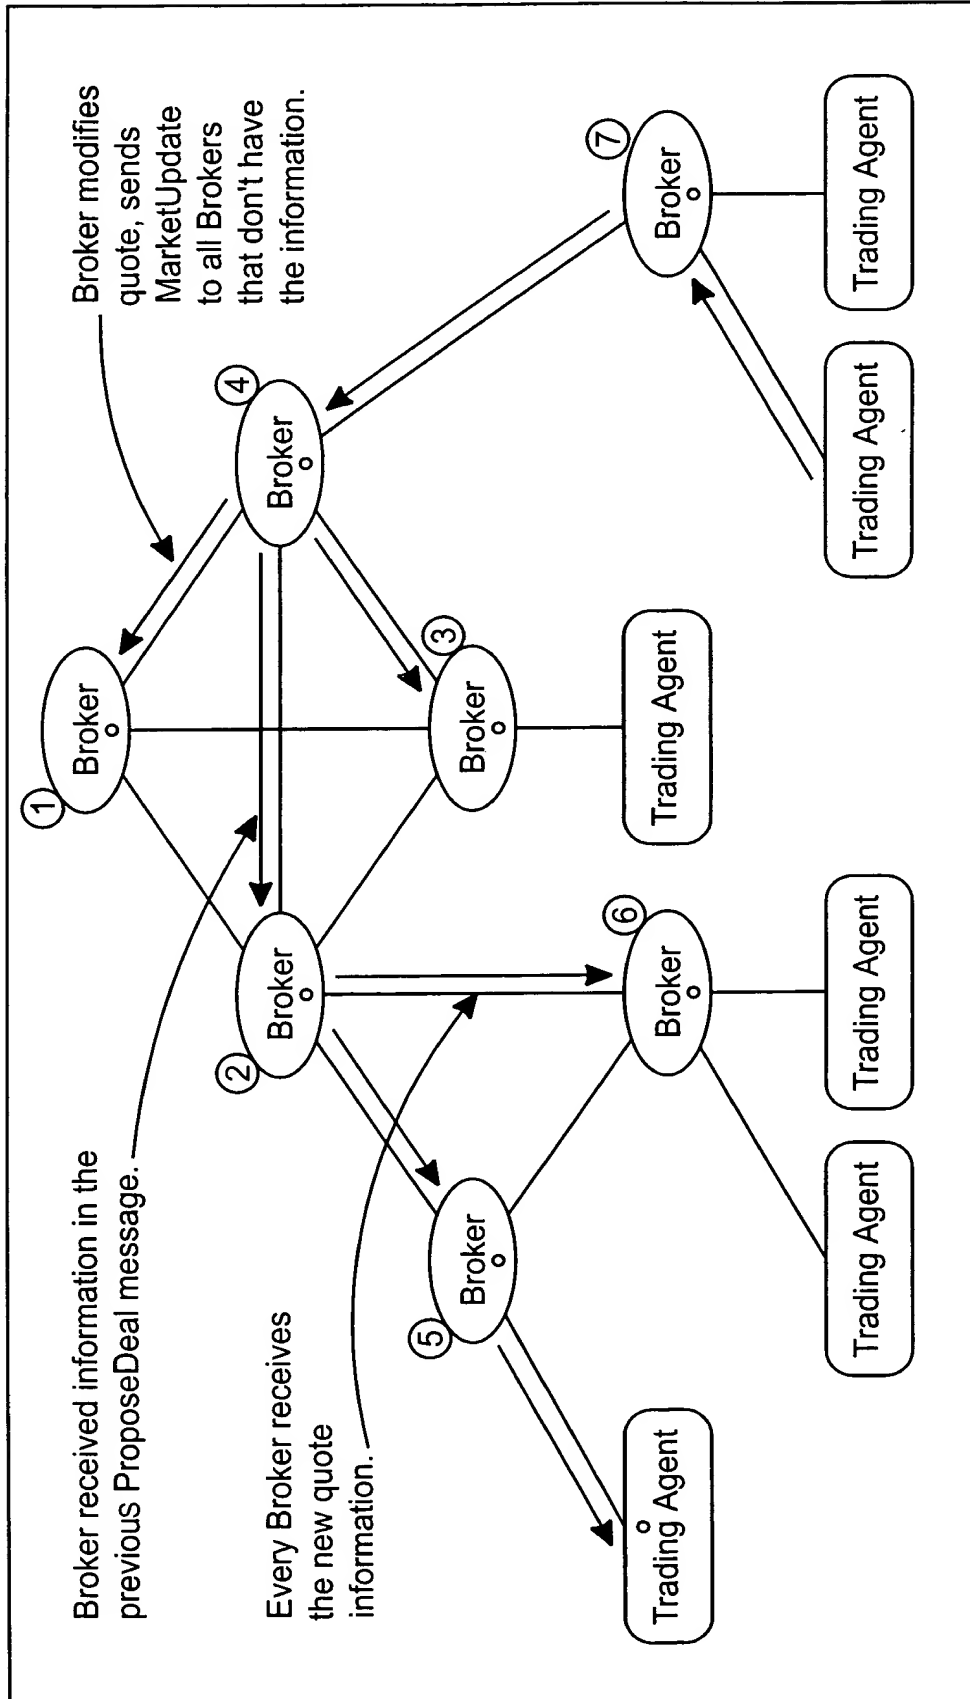 Broker received information in the
previous ProposeDeal message.
Broker modifies
quote, sends
MarketUpdate
to all Brokers
that don't have
the information.
Every Broker receives
the new quote
information.
1
Broker
2
Broker
4
Broker
5
Broker
3
Broker
6
Broker
7
Broker
Trading Agent
Trading Agent
Trading Agent
Trading Agent
Trading Agent
Trading Agent